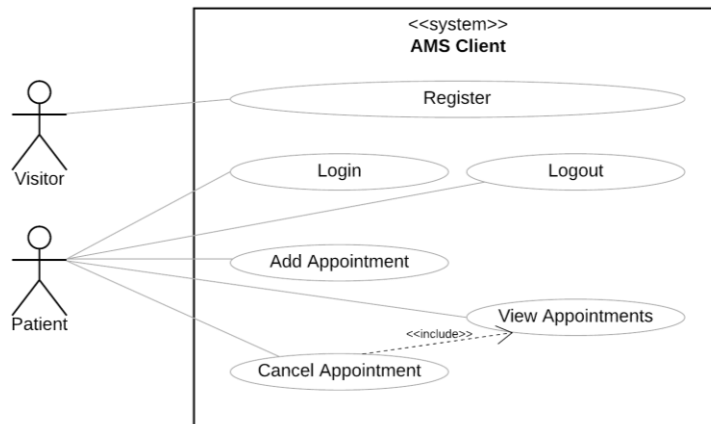 <<system>>
AMS Client
Register
Visitor
Login
Logout
Add Appointment
Patient
View Appointments
<<include>>
Cancel Appointment